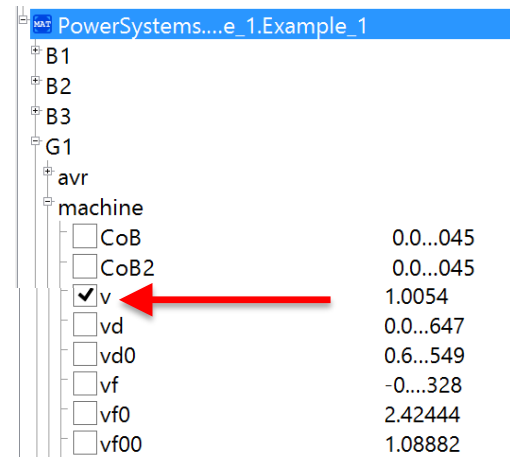 MAT PowerSystems....e_1.Example_1
B1
B2
B3
G1
avr
machine
CoB 0.0...045
CoB2 0.0...045
v 1.0054
vd 0.0...647
vd0 0.6...549
vf -0....328
vf0 2.42444
vf00 1.08882